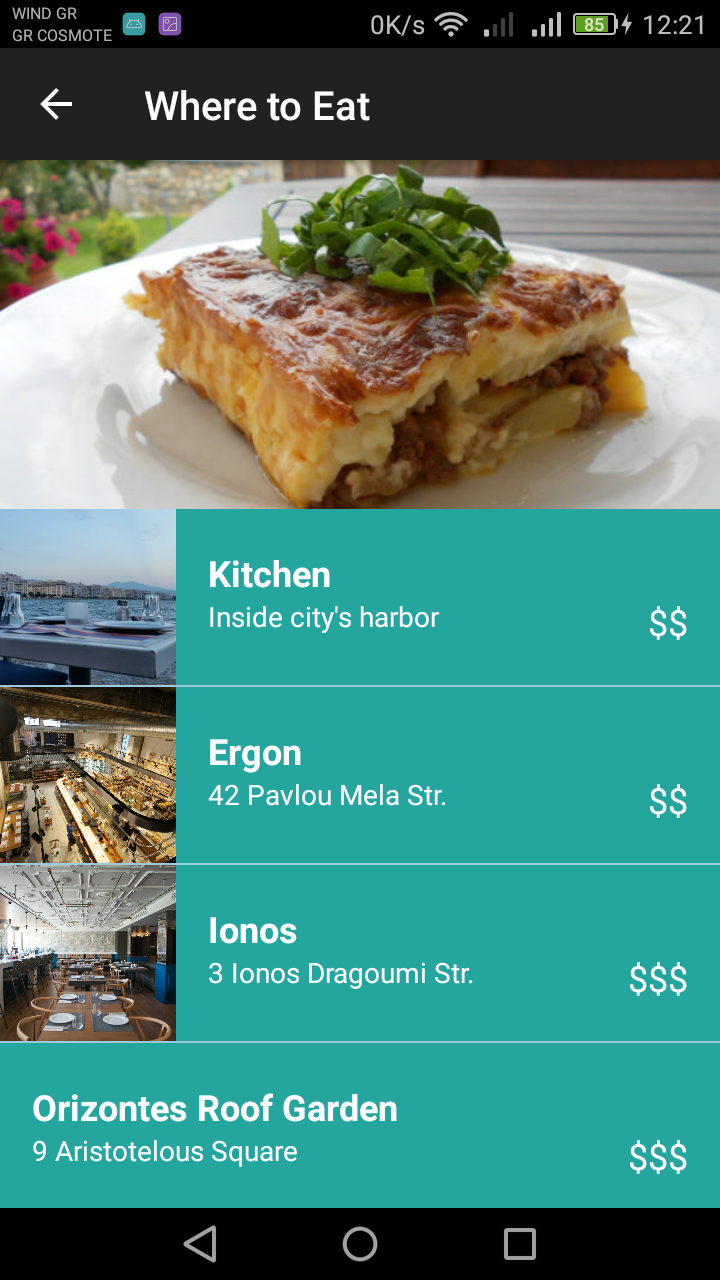 WIND GR
GR COSMOTE
0K/s
85
12:21
Where to Eat
Kitchen
Inside city's harbor
$$
Ergon
42 Pavlou Mela Str.
$$
Ionos
3 Ionos Dragoumi Str.
$$$
Orizontes Roof Garden
9 Aristotelous Square
$$$